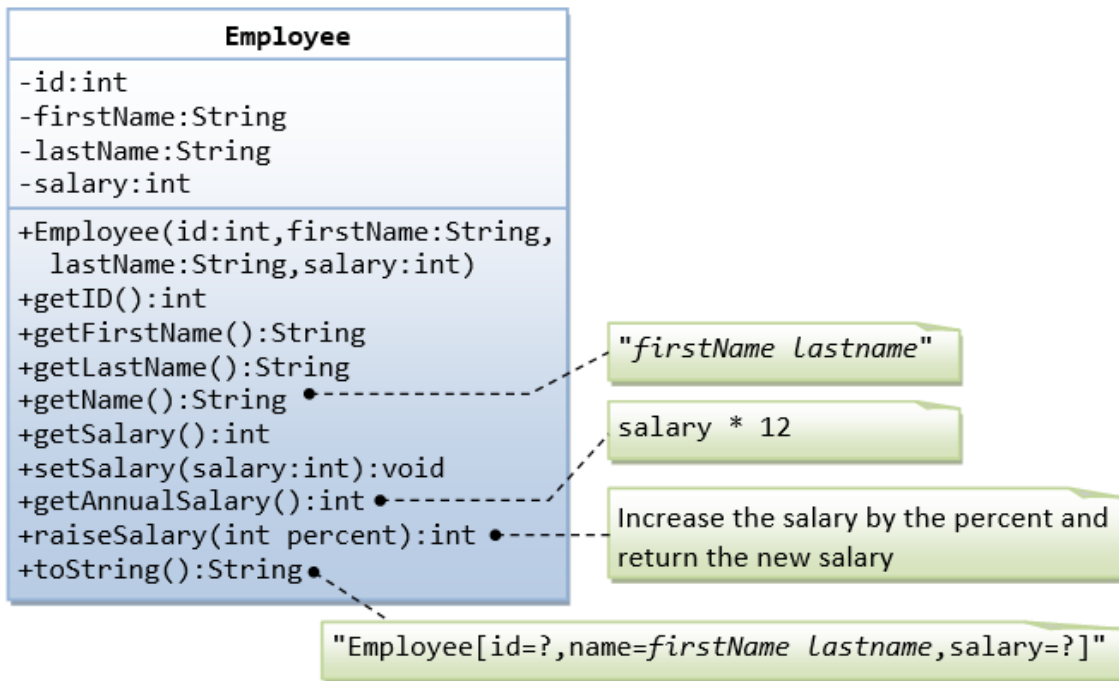 Employee
-id:int
-firstName:String
-lastName:String
-salary:int
+Employee(id:int,firstName:String,
lastName:String,salary:int)
+getID():int
+getFirstName():String
+getLastName():String
+getName():String
+getSalary():int
+setSalary(salary:int):void
+getAnnualSalary():int
+raiseSalary(int percent):int
+toString():String
"firstName lastname"
salary * 12
Increase the salary by the percent and
return the new salary
"Employee[id=?,name=firstName lastname,salary=?]"